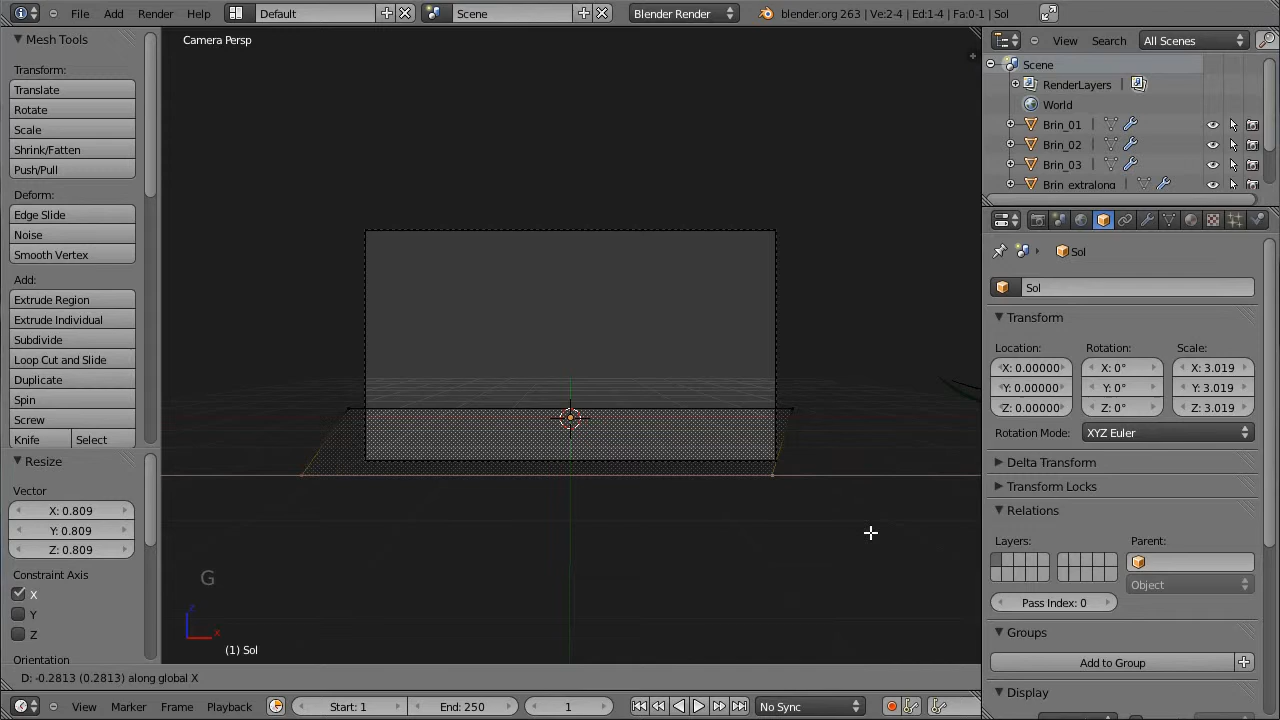 File Add Render Help Default Scene Blender Render blender.org 263 | Ve:2-4 | Ed:1-4 | Fa:0-1 | Sol
Mesh Tools
Transform:
Translate
Rotate
Scale
Shrink/Fatten
Push/Pull
Deform:
Edge Slide
Noise
Smooth Vertex
Add:
Extrude Region
Extrude Individual
Subdivide
Loop Cut and Slide
Duplicate
Spin
Screw
Knife Select
Resize
Vector
X: 0.809
Y: 0.809
Z: 0.809
Constraint Axis
X
Y
Z
Orientation
Camera Persp
G
z
x
(1) Sol
D: -0.2813 (0.2813) along global X
View Marker Frame Playback Start: 1 End: 250 1 No Sync
View Search All Scenes
Scene
RenderLayers |
World
Brin_01 |
Brin_02 |
Brin_03 |
Brin_extralong |
Sol
Sol
Transform
Location: Rotation: Scale:
X: 0.00000 X: 0° X: 3.019
Y: 0.00000 Y: 0° Y: 3.019
Z: 0.00000 Z: 0° Z: 3.019
Rotation Mode: XYZ Euler
Delta Transform
Transform Locks
Relations
Layers: Parent:
Object
Pass Index: 0
Groups
Add to Group
Display